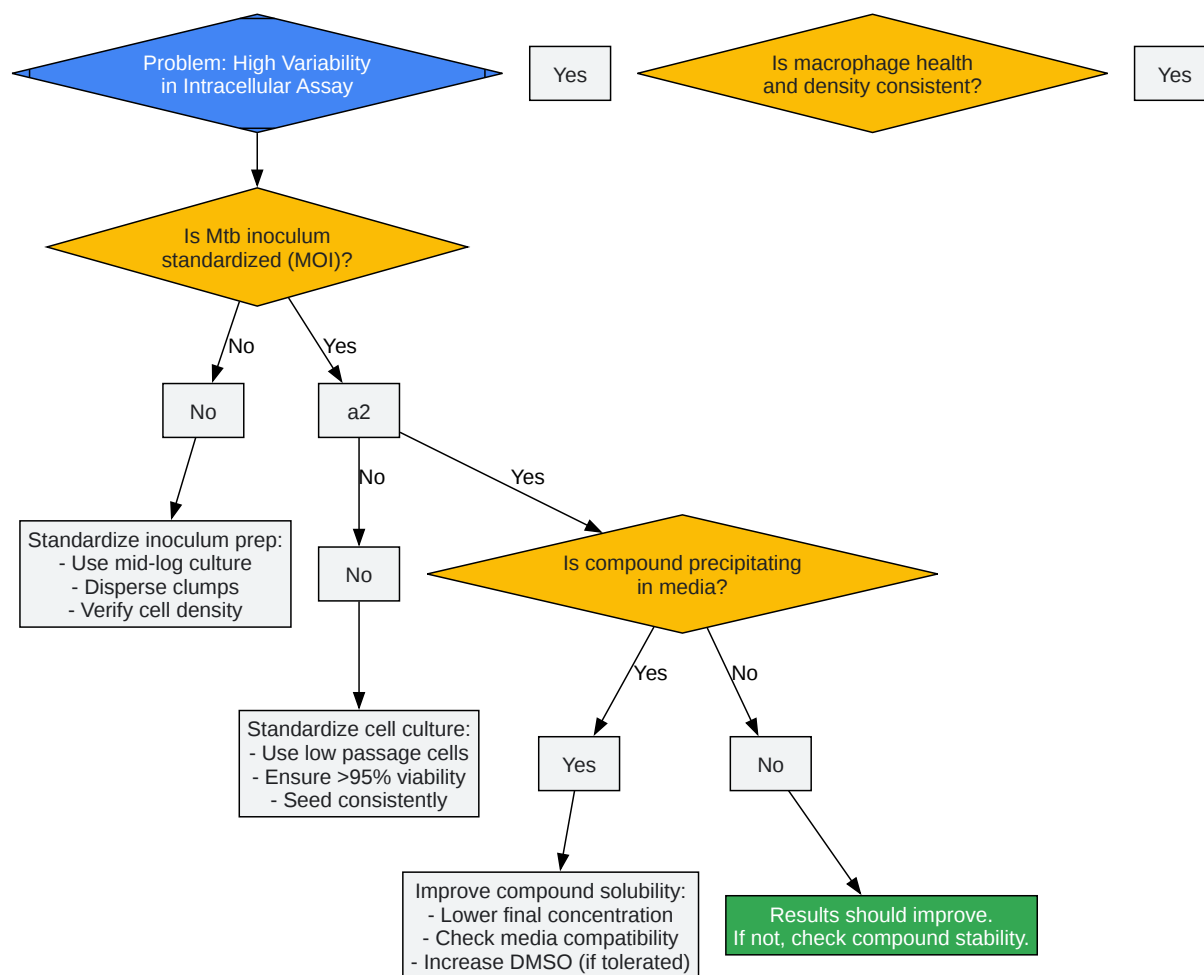 Problem: High Variability
in Intracellular Assay
Yes
Is macrophage health
and density consistent?
Yes
Is Mtb inoculum
standardized (MOI)?
No
Yes
No
a2
No
Yes
Standardize inoculum prep:
- Use mid-log culture
- Disperse clumps
- Verify cell density
No
Is compound precipitating
in media?
Yes
No
Standardize cell culture:
- Use low passage cells
- Ensure >95% viability
- Seed consistently
Yes
No
Improve compound solubility:
- Lower final concentration
- Check media compatibility
- Increase DMSO (if tolerated)
Results should improve.
If not, check compound stability.